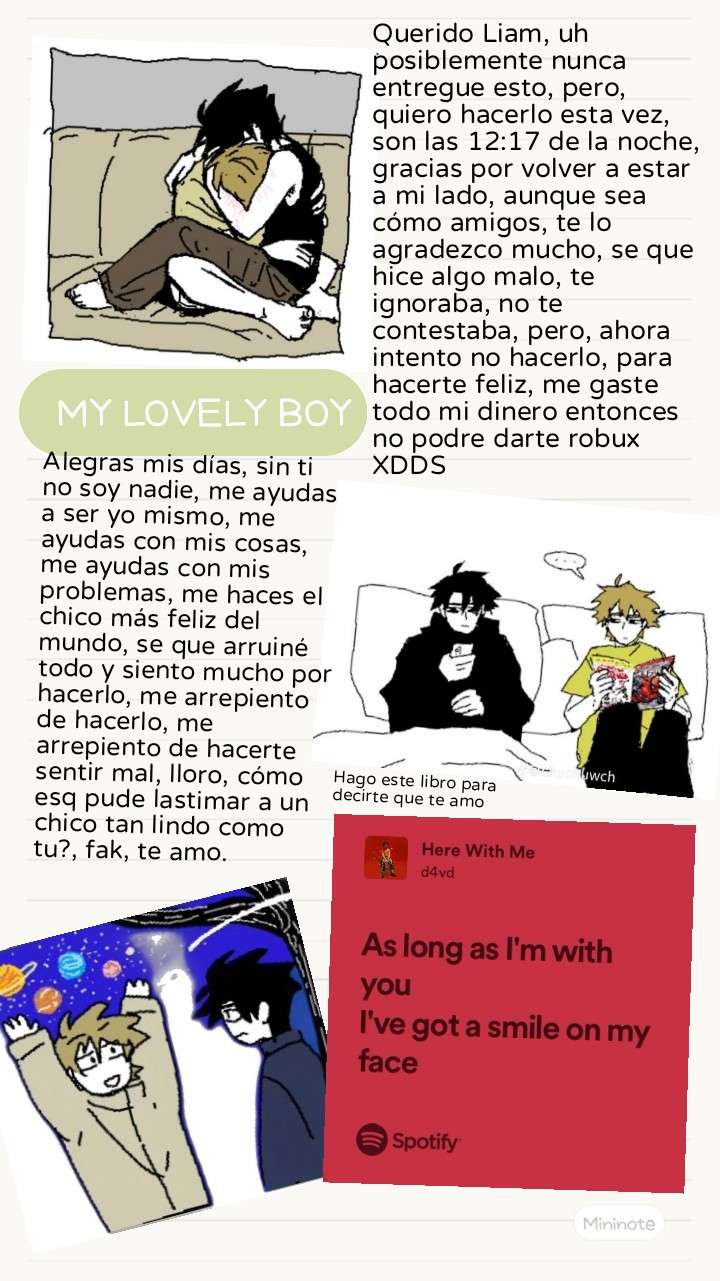 Querido Liam, uh
posiblemente nunca
entregue esto, pero,
quiero hacerlo esta vez,
son las 12:17 de la noche,
gracias por volver a estar
a mi lado, aunque sea
cómo amigos, te lo
agradezco mucho, se que
hice algo malo, te
ignoraba, no te
contestaba, pero, ahora
intento no hacerlo, para
hacerte feliz, me gaste
todo mi dinero entonces
no podre darte robux
XDDS
MY LOVELY BOY
Alegras mis días, sin ti
no soy nadie, me ayudas
a ser yo mismo, me
ayudas con mis cosas,
me ayudas con mis
problemas, me haces el
chico más feliz del
mundo, se que arruiné
todo y siento mucho por
hacerlo, me arrepiento
de hacerlo, me
arrepiento de hacerte
sentir mal, lloro, cómo
esq pude lastimar a un
chico tan lindo como
tu?, fak, te amo.
...
Hago este libro para
decirte que te amo
Here With Me
d4vd
As long as I'm with
you
I've got a smile on my
face
Spotify
Mininote